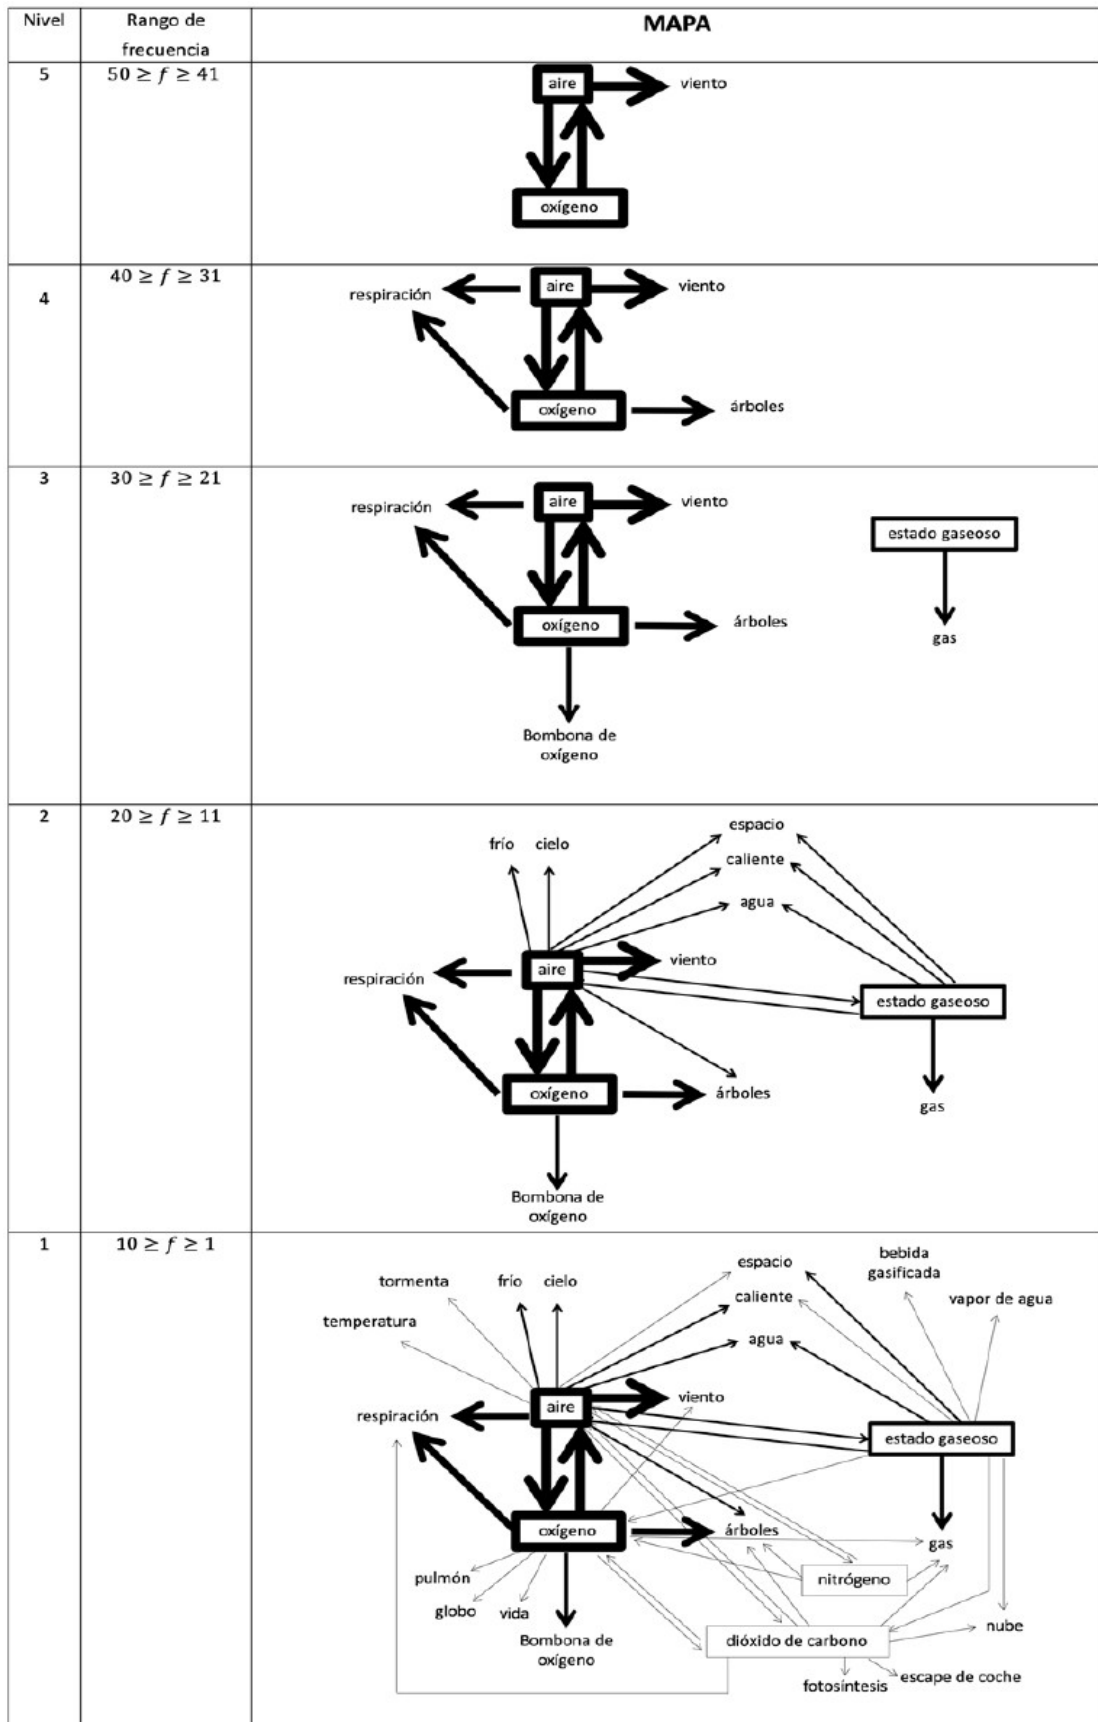 Nivel
Rango de
frecuencia
MAPA
5
50 ≥ f ≥ 41
aire
viento
oxígeno
4
40 ≥ f ≥ 31
respiración
aire
viento
oxígeno
árboles
3
30 ≥ f ≥ 21
respiración
aire
viento
estado gaseoso
oxígeno
árboles
gas
Bombona de
oxígeno
2
20 ≥ f ≥ 11
frío
cielo
espacio
caliente
agua
respiración
aire
viento
estado gaseoso
oxígeno
árboles
gas
Bombona de
oxígeno
1
10 ≥ f ≥ 1
tormenta
frío
cielo
espacio
bebida
gasificada
temperatura
caliente
vapor de agua
agua
respiración
aire
viento
estado gaseoso
oxígeno
árboles
gas
pulmón
nitrógeno
globo
vida
Bombona de
oxígeno
dióxido de carbono
nube
fotosíntesis
escape de coche